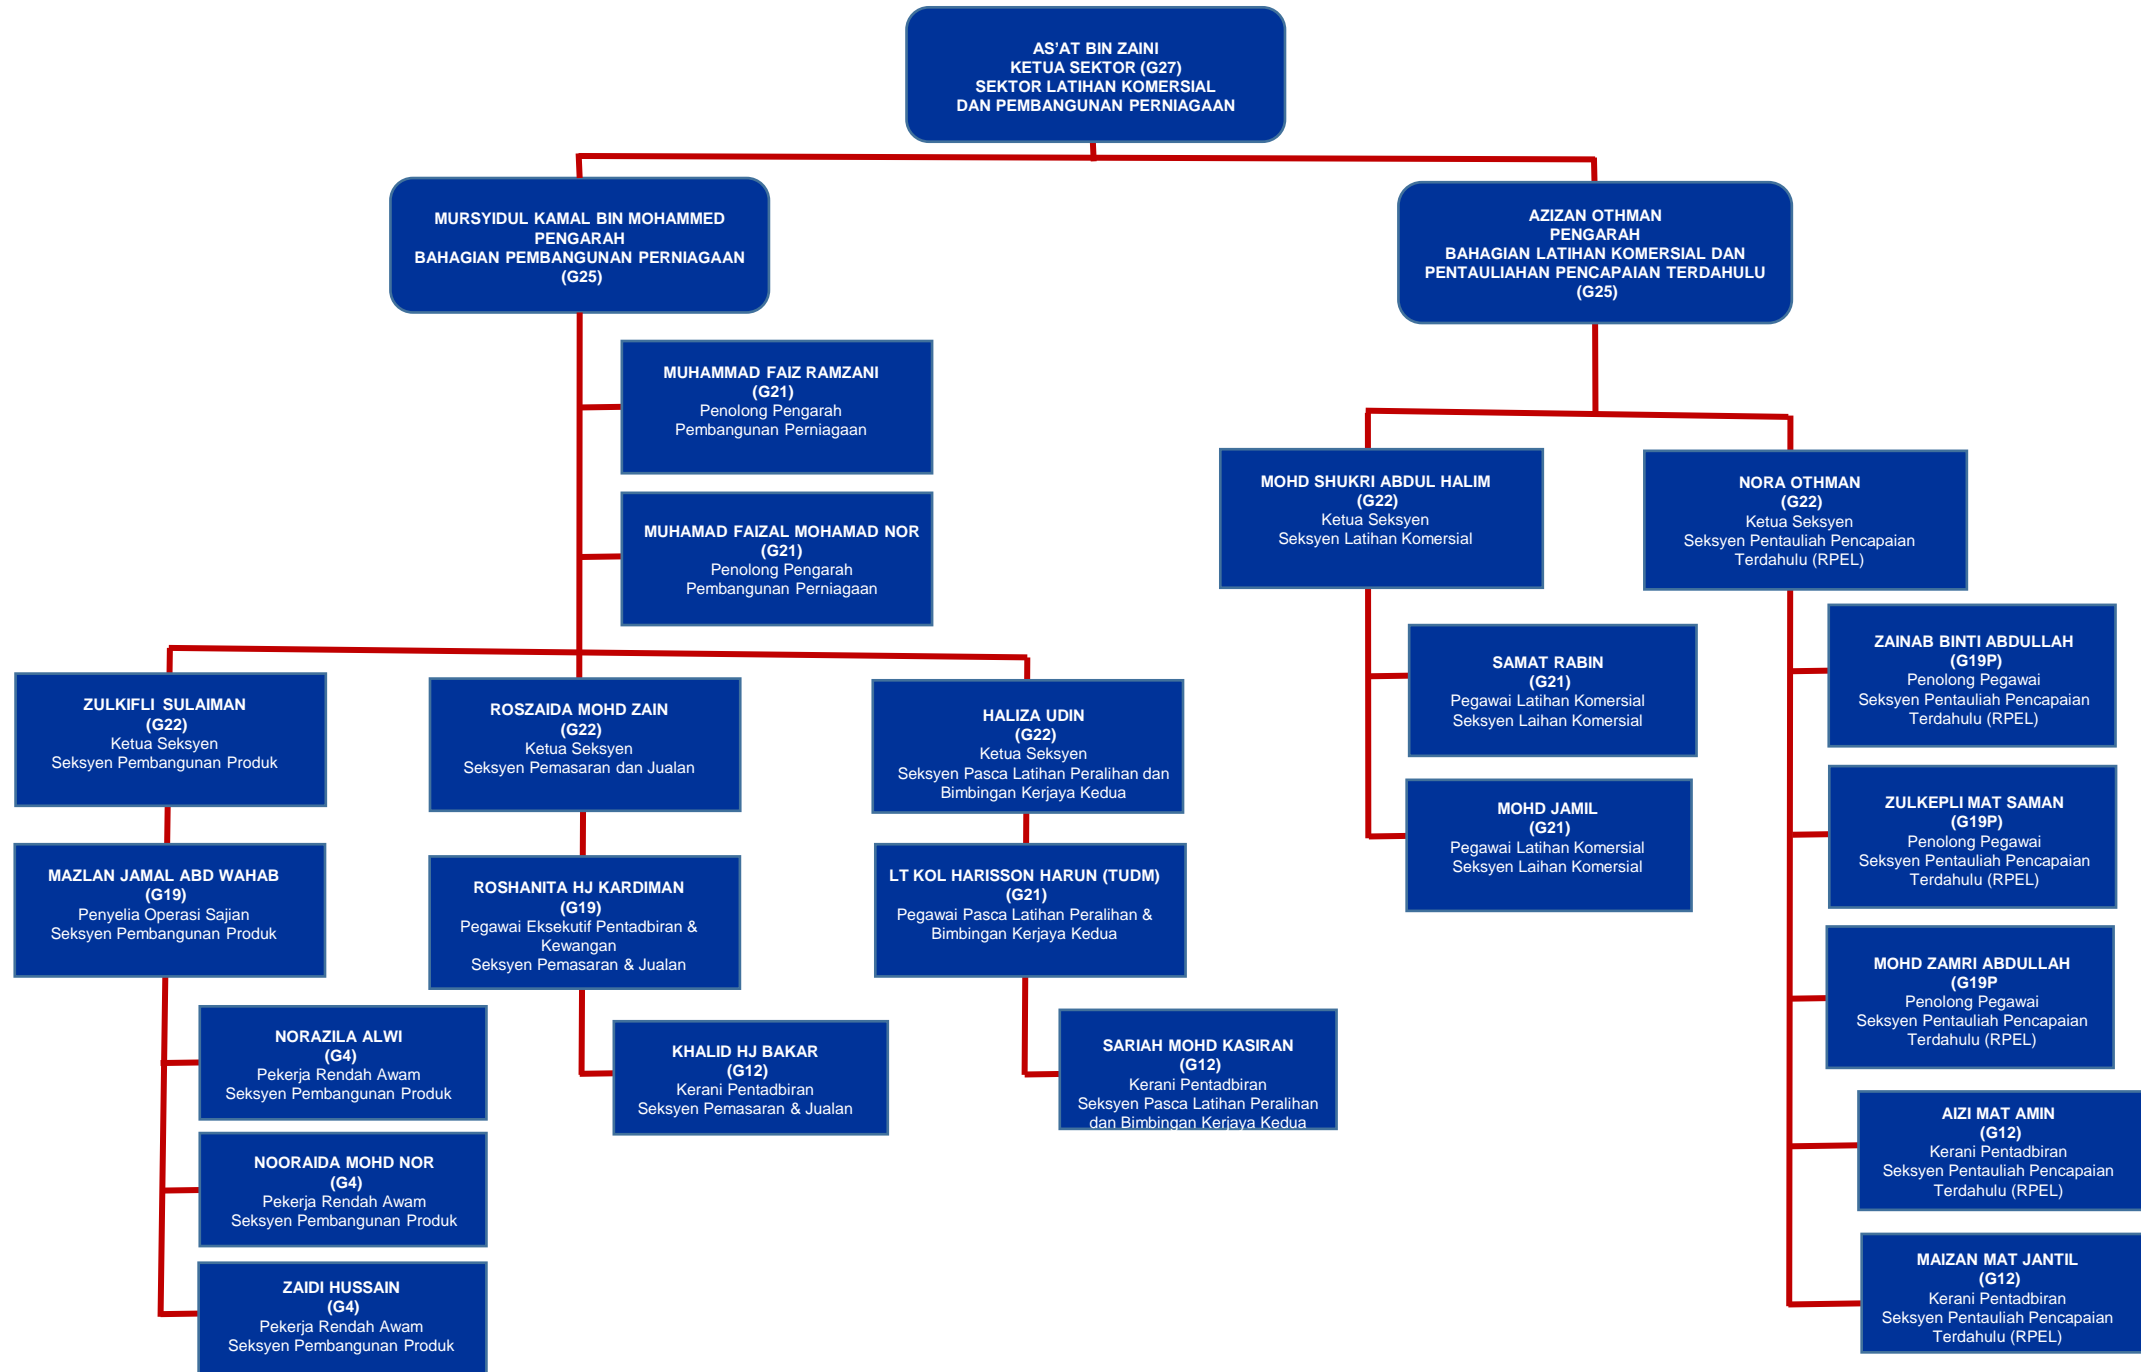 AS’AT BIN ZAINI
KETUA SEKTOR (G27)
SEKTOR LATIHAN KOMERSIAL
DAN PEMBANGUNAN PERNIAGAAN
MURSYIDUL KAMAL BIN MOHAMMED
PENGARAH
BAHAGIAN PEMBANGUNAN PERNIAGAAN
(G25)
AZIZAN OTHMAN
PENGARAH
BAHAGIAN LATIHAN KOMERSIAL DAN
PENTAULIAHAN PENCAPAIAN TERDAHULU
(G25)
MUHAMMAD FAIZ RAMZANI
(G21)
Penolong Pengarah
Pembangunan Perniagaan
MUHAMAD FAIZAL MOHAMAD NOR
(G21)
Penolong Pengarah
Pembangunan Perniagaan
ZULKIFLI SULAIMAN
(G22)
Ketua Seksyen
Seksyen Pembangunan Produk
ROSZAIDA MOHD ZAIN
(G22)
Ketua Seksyen
Seksyen Pemasaran dan Jualan
HALIZA UDIN
(G22)
Ketua Seksyen
Seksyen Pasca Latihan Peralihan dan
Bimbingan Kerjaya Kedua
MAZLAN JAMAL ABD WAHAB
(G19)
Penyelia Operasi Sajian
Seksyen Pembangunan Produk
ROSHANITA HJ KARDIMAN
(G19)
Pegawai Eksekutif Pentadbiran &
Kewangan
Seksyen Pemasaran & Jualan
LT KOL HARISSON HARUN (TUDM)
(G21)
Pegawai Pasca Latihan Peralihan &
Bimbingan Kerjaya Kedua
NORAZILA ALWI
(G4)
Pekerja Rendah Awam
Seksyen Pembangunan Produk
NOORAIDA MOHD NOR
(G4)
Pekerja Rendah Awam
Seksyen Pembangunan Produk
ZAIDI HUSSAIN
(G4)
Pekerja Rendah Awam
Seksyen Pembangunan Produk
KHALID HJ BAKAR
(G12)
Kerani Pentadbiran
Seksyen Pemasaran & Jualan
SARIAH MOHD KASIRAN
(G12)
Kerani Pentadbiran
Seksyen Pasca Latihan Peralihan
dan Bimbingan Kerjaya Kedua
MOHD SHUKRI ABDUL HALIM
(G22)
Ketua Seksyen
Seksyen Latihan Komersial
NORA OTHMAN
(G22)
Ketua Seksyen
Seksyen Pentauliah Pencapaian
Terdahulu (RPEL)
SAMAT RABIN
(G21)
Pegawai Latihan Komersial
Seksyen Laihan Komersial
MOHD JAMIL
(G21)
Pegawai Latihan Komersial
Seksyen Laihan Komersial
ZAINAB BINTI ABDULLAH
(G19P)
Penolong Pegawai
Seksyen Pentauliah Pencapaian
Terdahulu (RPEL)
ZULKEPLI MAT SAMAN
(G19P)
Penolong Pegawai
Seksyen Pentauliah Pencapaian
Terdahulu (RPEL)
MOHD ZAMRI ABDULLAH
(G19P
Penolong Pegawai
Seksyen Pentauliah Pencapaian
Terdahulu (RPEL)
AIZI MAT AMIN
(G12)
Kerani Pentadbiran
Seksyen Pentauliah Pencapaian
Terdahulu (RPEL)
MAIZAN MAT JANTIL
(G12)
Kerani Pentadbiran
Seksyen Pentauliah Pencapaian
Terdahulu (RPEL)